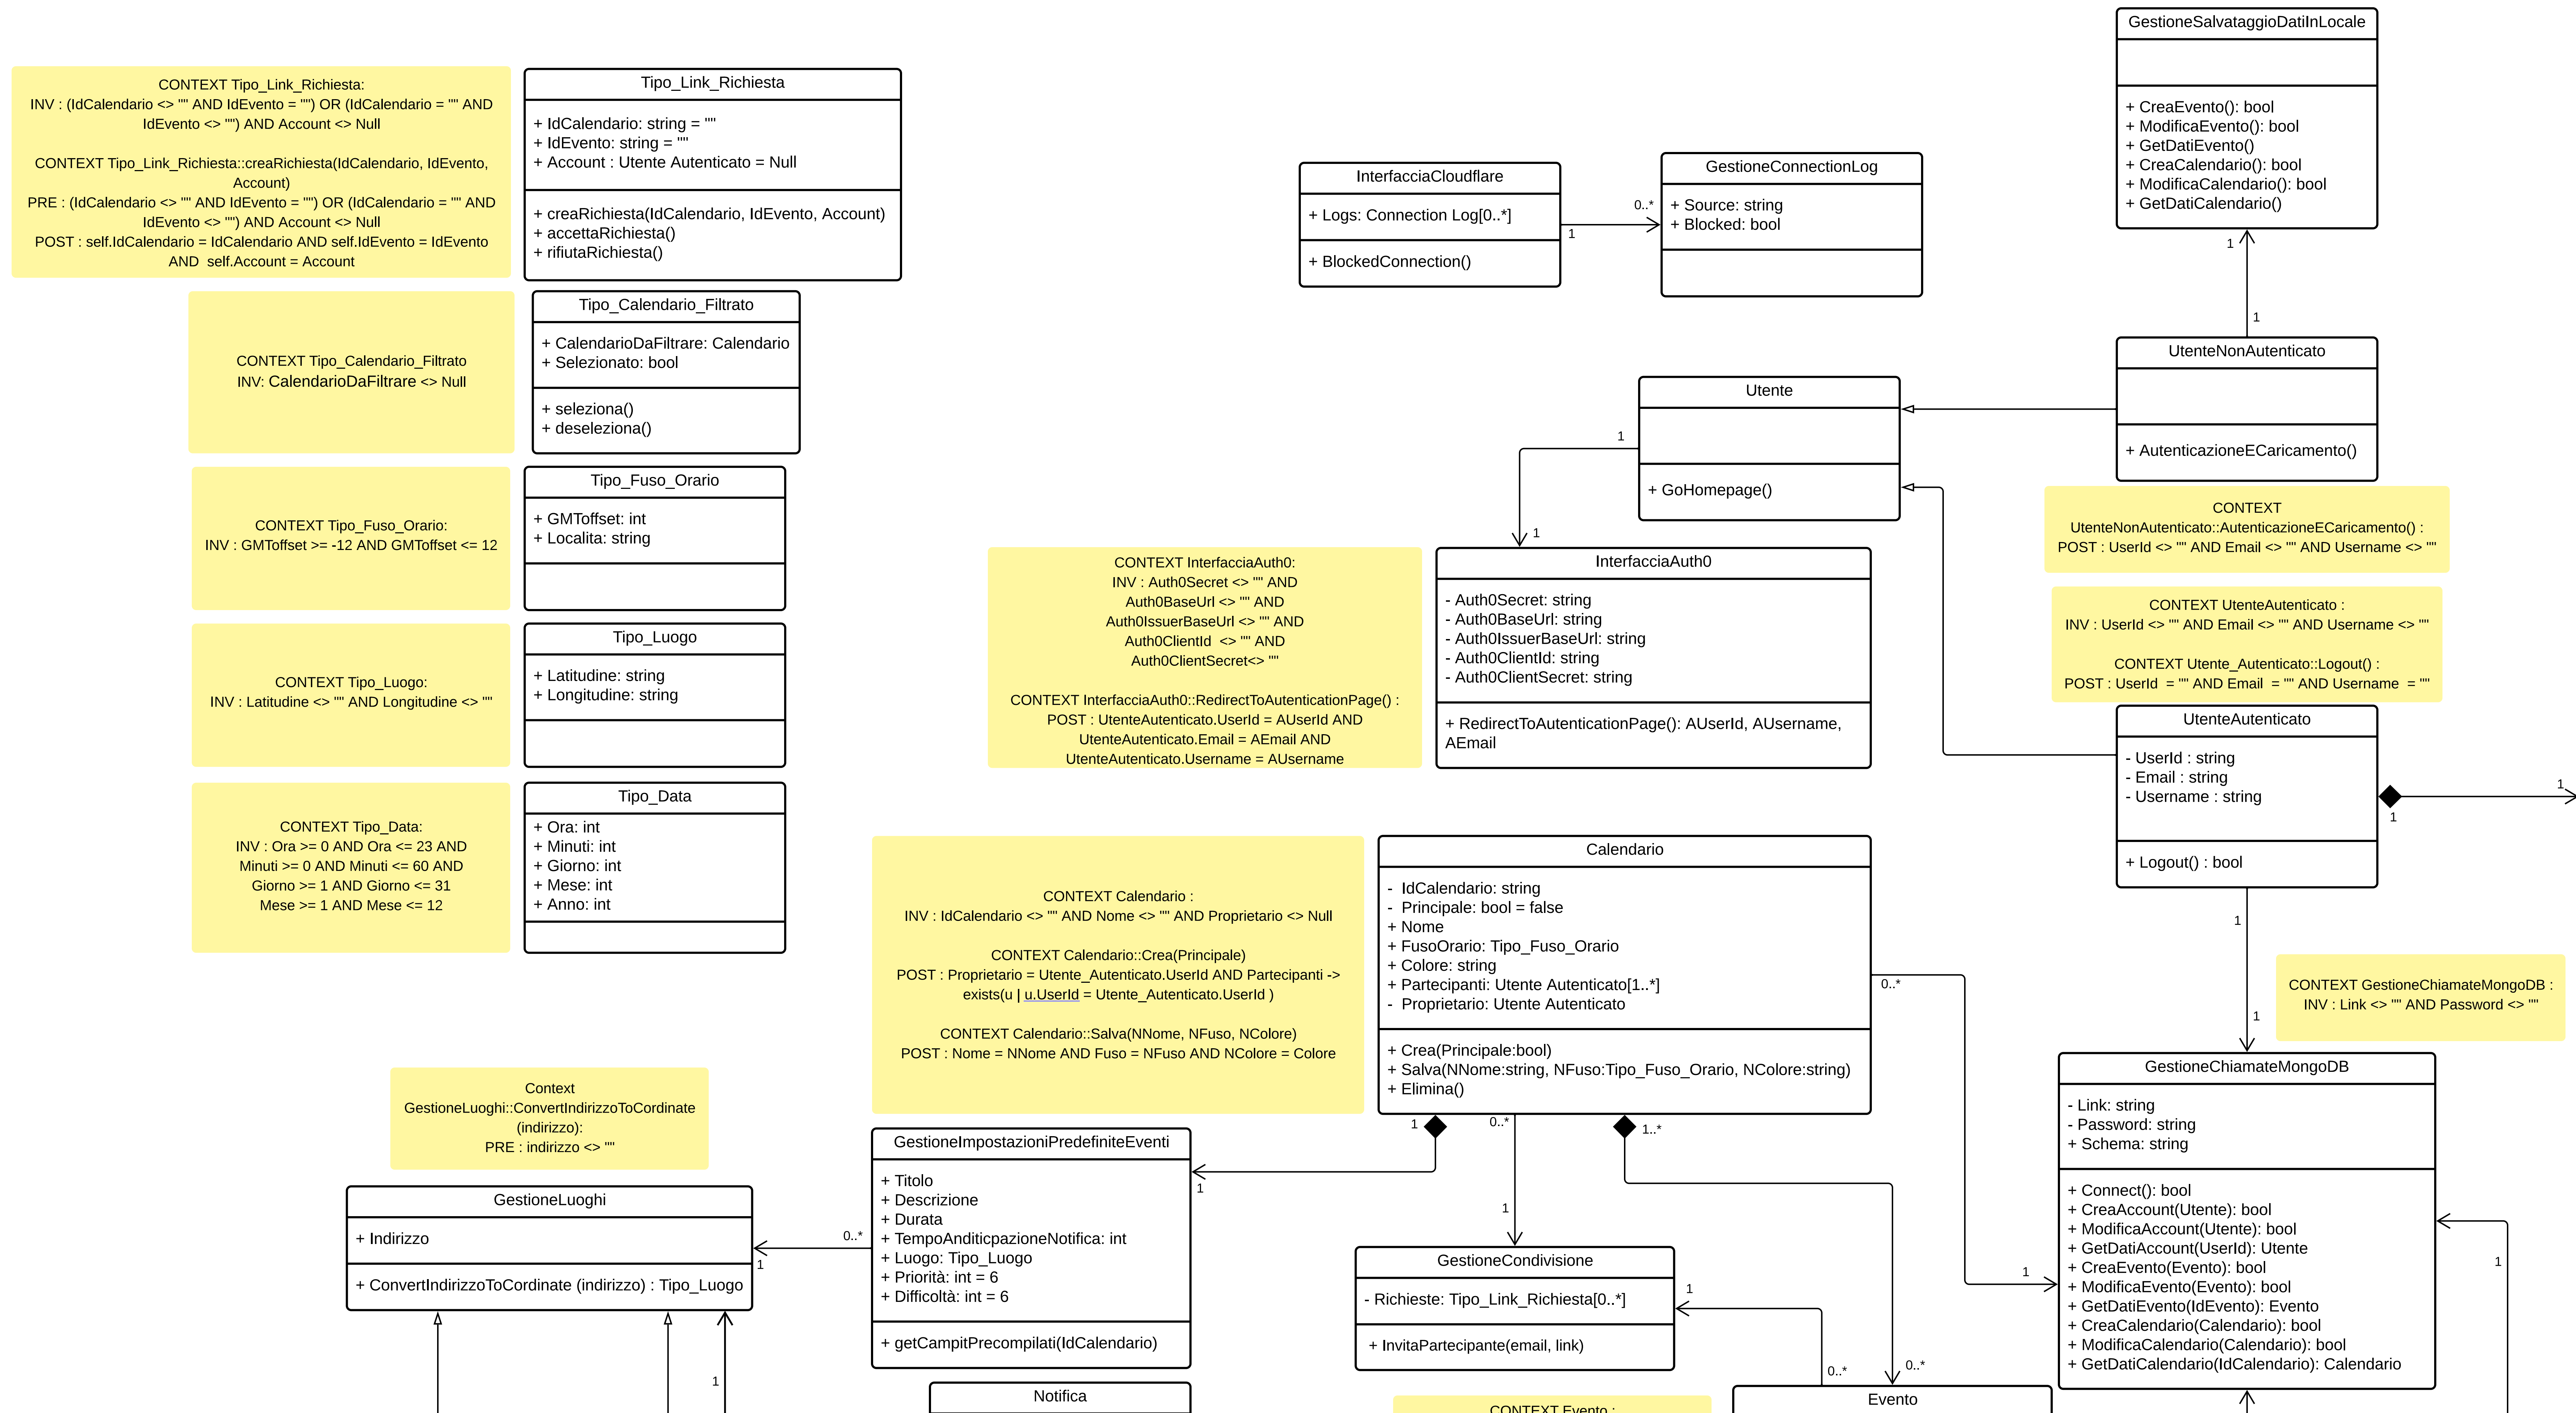 GestioneSalvataggioDatiInLocale
+ CreaEvento(): bool
+ ModificaEvento(): bool
+ GetDatiEvento()
+ CreaCalendario(): bool
+ ModificaCalendario(): bool
+ GetDatiCalendario()
1
1
CONTEXT Tipo_Link_Richiesta:
INV : (IdCalendario <> "" AND IdEvento = "") OR (IdCalendario = "" AND
IdEvento <> "") AND Account <> Null
CONTEXT Tipo_Link_Richiesta::creaRichiesta(IdCalendario, IdEvento,
Account)
PRE : (IdCalendario <> "" AND IdEvento = "") OR (IdCalendario = "" AND
IdEvento <> "") AND Account <> Null
POST : self.IdCalendario = IdCalendario AND self.IdEvento = IdEvento
AND  self.Account = Account
Tipo_Link_Richiesta
+ IdCalendario: string = ""
+ IdEvento: string = ""
+ Account : Utente Autenticato = Null
+ creaRichiesta(IdCalendario, IdEvento, Account)
+ accettaRichiesta()
+ rifiutaRichiesta()
InterfacciaCloudflare
+ Logs: Connection Log[0..*]
+ BlockedConnection()
1
0..*
GestioneConnectionLog
+ Source: string
+ Blocked: bool
CONTEXT Tipo_Calendario_Filtrato
INV: CalendarioDaFiltrare <> Null
Tipo_Calendario_Filtrato
+ CalendarioDaFiltrare: Calendario
+ Selezionato: bool
+ seleziona()
+ deseleziona()
UtenteNonAutenticato
+ AutenticazioneECaricamento()
Utente
+ GoHomepage()
1
1
CONTEXT Tipo_Fuso_Orario:
INV : GMToffset >= -12 AND GMToffset <= 12
Tipo_Fuso_Orario
+ GMToffset: int
+ Localita: string
CONTEXT
UtenteNonAutenticato::AutenticazioneECaricamento() :
POST : UserId <> "" AND Email <> "" AND Username <> ""
CONTEXT InterfacciaAuth0:
INV : Auth0Secret <> "" AND
Auth0BaseUrl <> "" AND
Auth0IssuerBaseUrl <> "" AND
Auth0ClientId  <> "" AND
Auth0ClientSecret<> ""
CONTEXT InterfacciaAuth0::RedirectToAutenticationPage() :
POST : UtenteAutenticato.UserId = AUserId AND
UtenteAutenticato.Email = AEmail AND
UtenteAutenticato.Username = AUsername
InterfacciaAuth0
- Auth0Secret: string
- Auth0BaseUrl: string
- Auth0IssuerBaseUrl: string
- Auth0ClientId: string
- Auth0ClientSecret: string
+ RedirectToAutenticationPage(): AUserId, AUsername,
AEmail
CONTEXT UtenteAutenticato :
INV : UserId <> "" AND Email <> "" AND Username <> ""
CONTEXT Utente_Autenticato::Logout() :
POST : UserId  = "" AND Email  = "" AND Username  = ""
CONTEXT Tipo_Luogo:
INV : Latitudine <> "" AND Longitudine <> ""
Tipo_Luogo
+ Latitudine: string
+ Longitudine: string
UtenteAutenticato
- UserId : string
- Email : string
- Username : string
+ Logout() : bool
1
1
1
1
CONTEXT Tipo_Data:
INV : Ora >= 0 AND Ora <= 23 AND
Minuti >= 0 AND Minuti <= 60 AND
Giorno >= 1 AND Giorno <= 31
Mese >= 1 AND Mese <= 12
Tipo_Data
+ Ora: int
+ Minuti: int
+ Giorno: int
+ Mese: int
+ Anno: int
CONTEXT Calendario :
INV : IdCalendario <> "" AND Nome <> "" AND Proprietario <> Null
CONTEXT Calendario::Crea(Principale)
POST : Proprietario = Utente_Autenticato.UserId AND Partecipanti ->
exists(u | u.UserId = Utente_Autenticato.UserId )
CONTEXT Calendario::Salva(NNome, NFuso, NColore)
POST : Nome = NNome AND Fuso = NFuso AND NColore = Colore
Calendario
-  IdCalendario: string
-  Principale: bool = false
+ Nome
+ FusoOrario: Tipo_Fuso_Orario
+ Colore: string
+ Partecipanti: Utente Autenticato[1..*]
-  Proprietario: Utente Autenticato
+ Crea(Principale:bool)
+ Salva(NNome:string, NFuso:Tipo_Fuso_Orario, NColore:string)
+ Elimina()
0..*
1
CONTEXT GestioneChiamateMongoDB :
INV : Link <> "" AND Password <> ""
GestioneChiamateMongoDB
- Link: string
- Password: string
+ Schema: string
+ Connect(): bool
+ CreaAccount(Utente): bool
+ ModificaAccount(Utente): bool
+ GetDatiAccount(UserId): Utente
+ CreaEvento(Evento): bool
+ ModificaEvento(Evento): bool
+ GetDatiEvento(IdEvento): Evento
+ CreaCalendario(Calendario): bool
+ ModificaCalendario(Calendario): bool
+ GetDatiCalendario(IdCalendario): Calendario
1
Context
GestioneLuoghi::ConvertIndirizzoToCordinate
(indirizzo):
PRE : indirizzo <> ""
GestioneLuoghi
+ Indirizzo
+ ConvertIndirizzoToCordinate (indirizzo) : Tipo_Luogo
1
0..*
1
GestioneImpostazioniPredefiniteEventi
+ Titolo
+ Descrizione
+ Durata
+ TempoAnditicpazioneNotifica: int
+ Luogo: Tipo_Luogo
+ Priorità: int = 6
+ Difficoltà: int = 6
+ getCampitPrecompilati(IdCalendario)
1
1
0..*
1
1..*
0..*
GestioneCondivisione
- Richieste: Tipo_Link_Richiesta[0..*]
+ InvitaPartecipante(email, link)
1
0..*
Notifica
CONTEXT Evento :
Evento